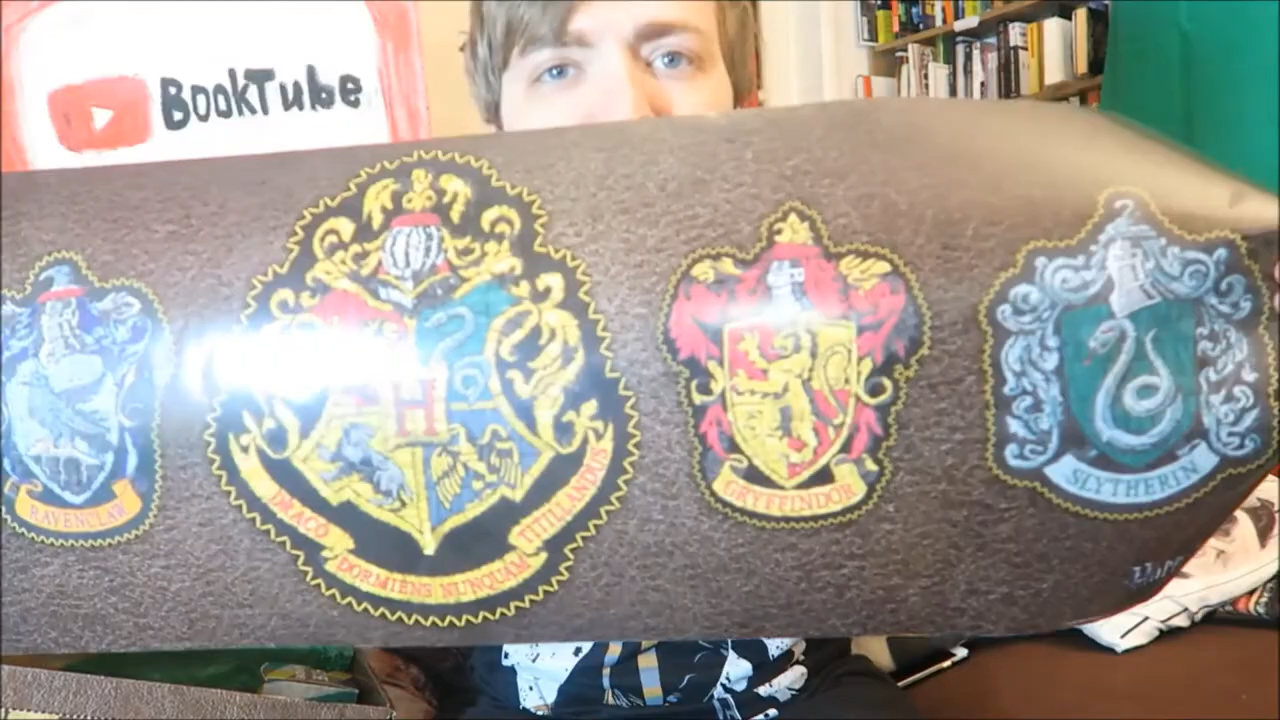 BookTube
RAVENCLAW
H
DRACO
DORMIENS NUNQUAM
TITILLANDUS
GRYFFINDOR
SLYTHERIN